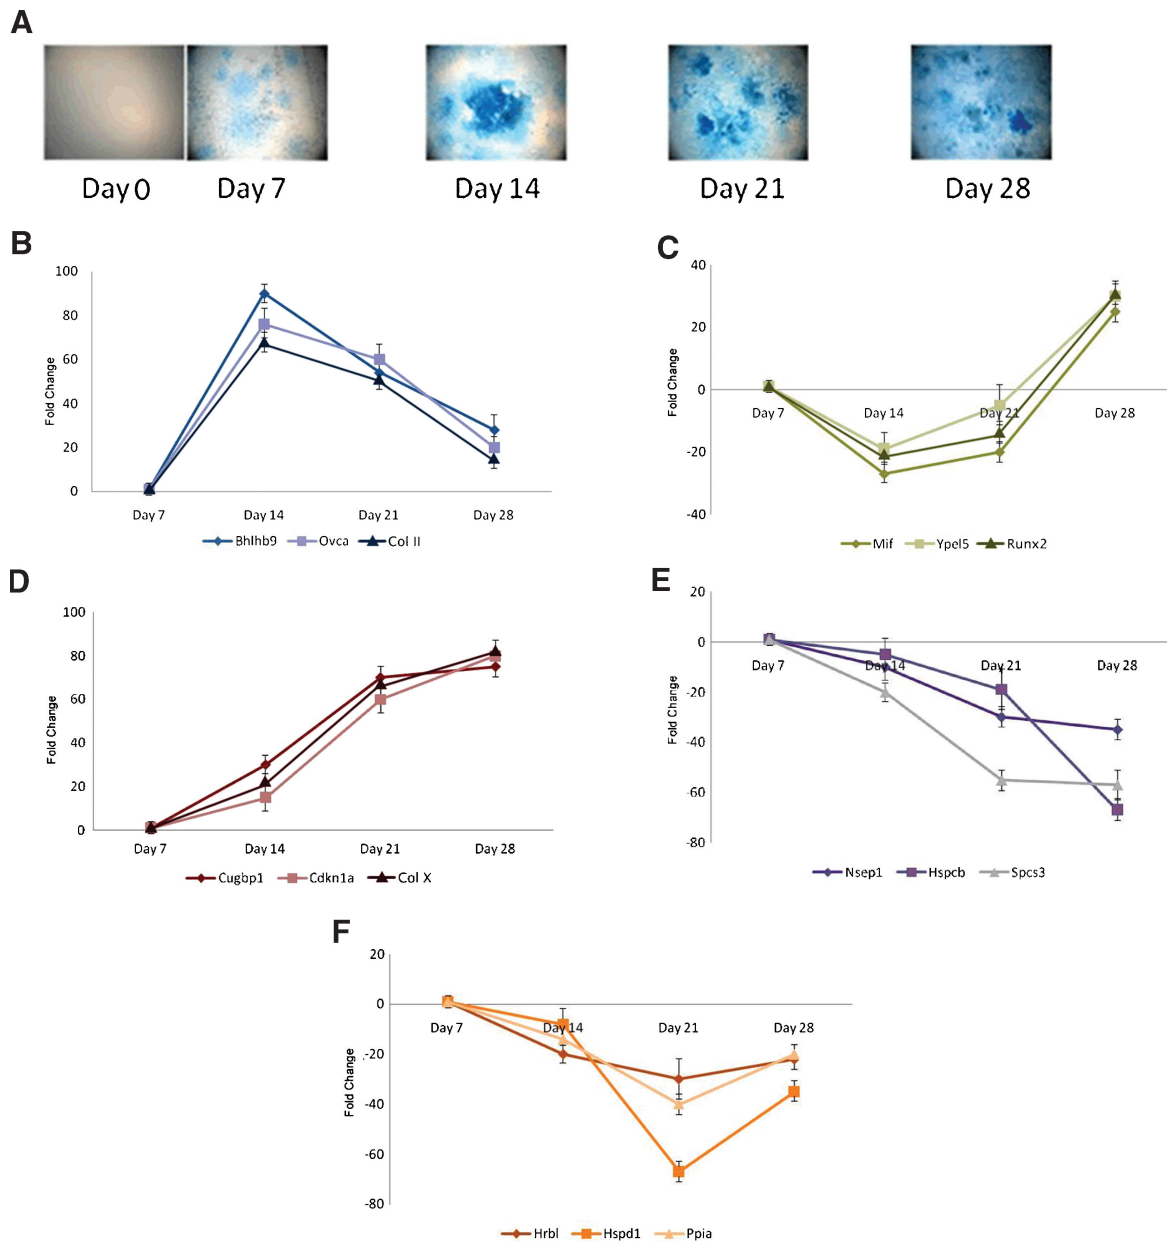 A
Day 0 Day 7 Day 14 Day 21 Day 28
B
Fold Change
100
80
60
40
20
0
Day 7 Day 14 Day 21 Day 28
Bhlhb9 Ovca Col II
C
Fold Change
40
20
0
-20
-40
Day 7 Day 14 Day 21 Day 28
Mif Ypel5 Runx2
D
Fold Change
100
80
60
40
20
0
Day 7 Day 14 Day 21 Day 28
Cugbp1 Cdkn1a Col X
E
Fold Change
20
0
-20
-40
-60
-80
Day 7 Day 14 Day 21 Day 28
Nsep1 Hspcb Spcs3
F
Fold Change
20
0
-20
-40
-60
-80
Day 7 Day 14 Day 21 Day 28
Hrbl Hspd1 Ppia